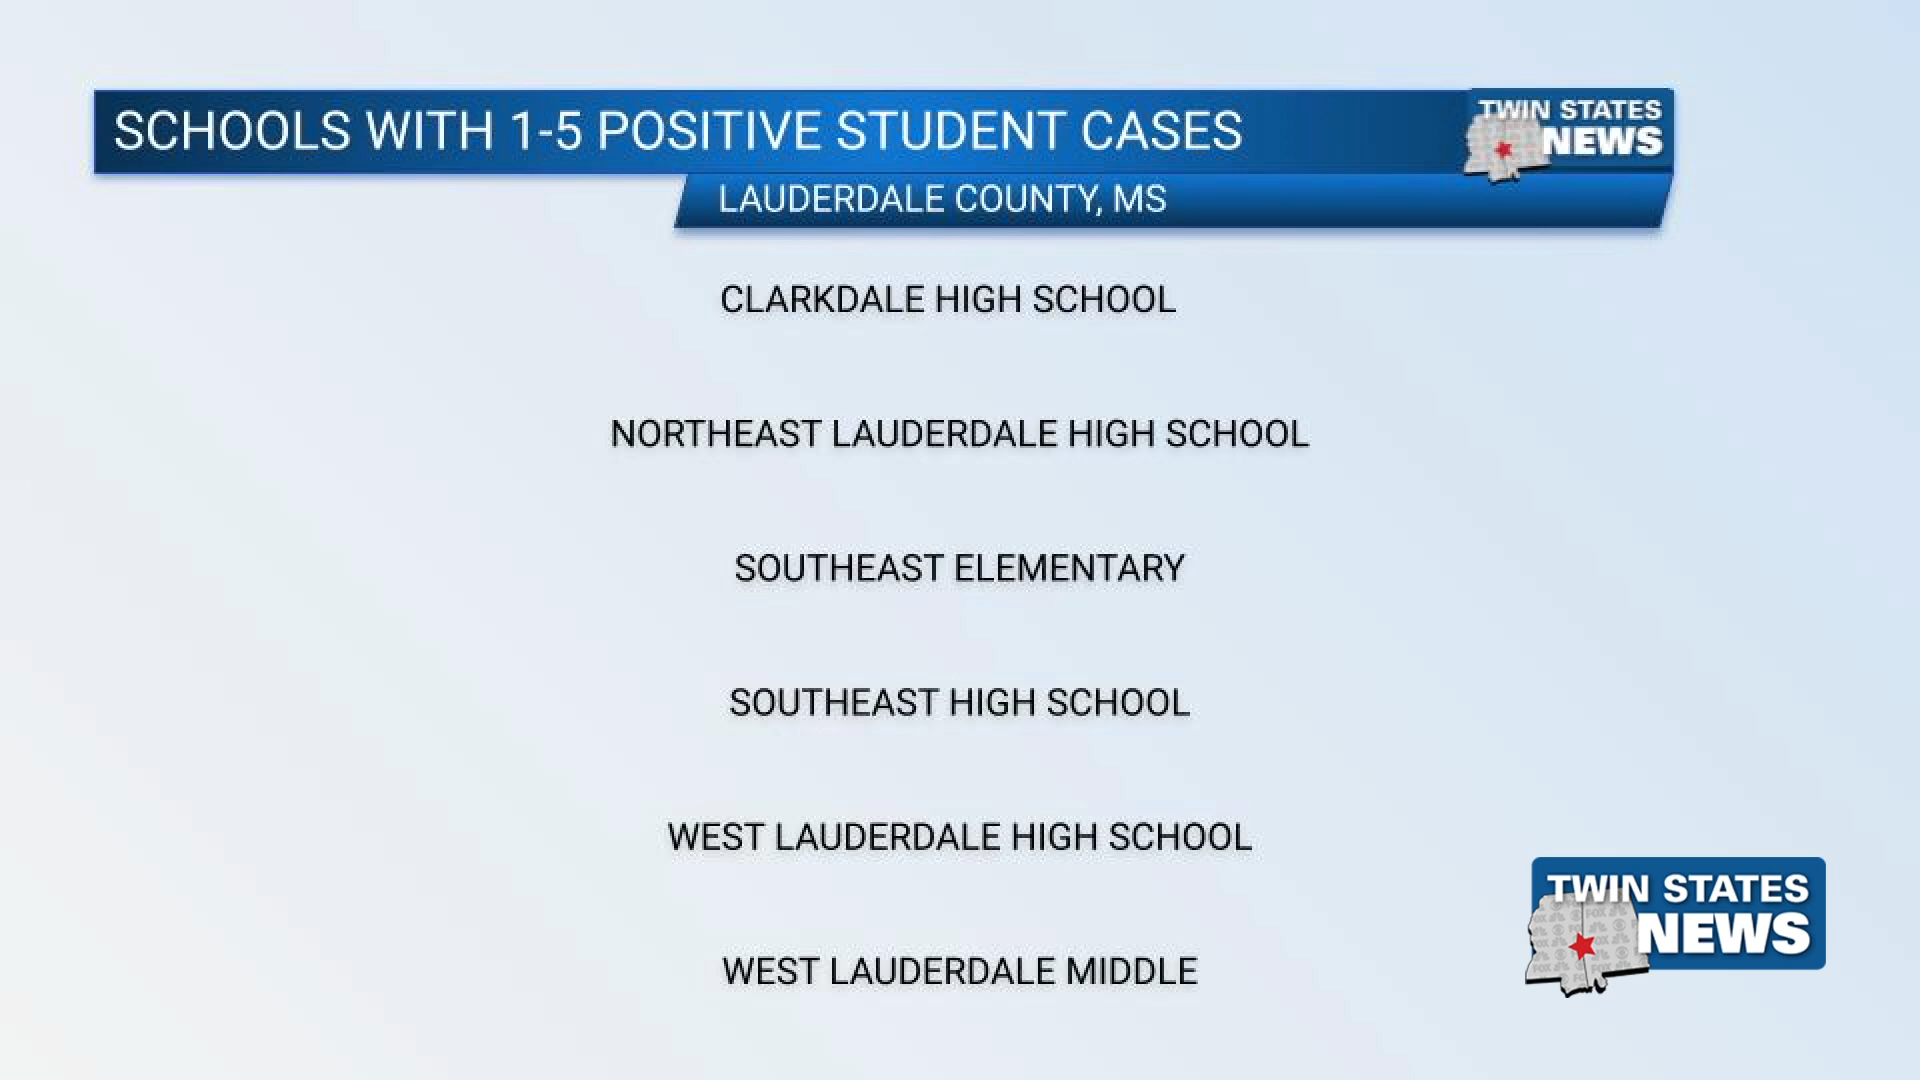 SCHOOLS WITH 1-5 POSITIVE STUDENT CASES
TWIN STATES
NEWS
LAUDERDALE COUNTY, MS
CLARKDALE HIGH SCHOOL
NORTHEAST LAUDERDALE HIGH SCHOOL
SOUTHEAST ELEMENTARY
SOUTHEAST HIGH SCHOOL
WEST LAUDERDALE HIGH SCHOOL
WEST LAUDERDALE MIDDLE
TWIN STATES
NEWS